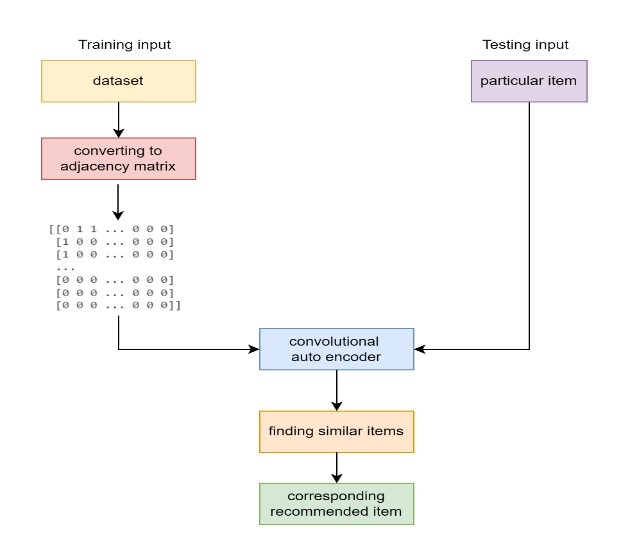 Training input
Testing input
dataset
particular item
converting to
adjacency matrix
[[0 1 1 ... 0 0 0]
[1 0 0 ... 0 0 0]
[1 0 0 ... 0 0 0]
...
[0 0 0 ... 0 0 0]
[0 0 0 ... 0 0 0]
[0 0 0 ... 0 0 0]]
convolutional
auto encoder
finding similar items
corresponding
recommended item